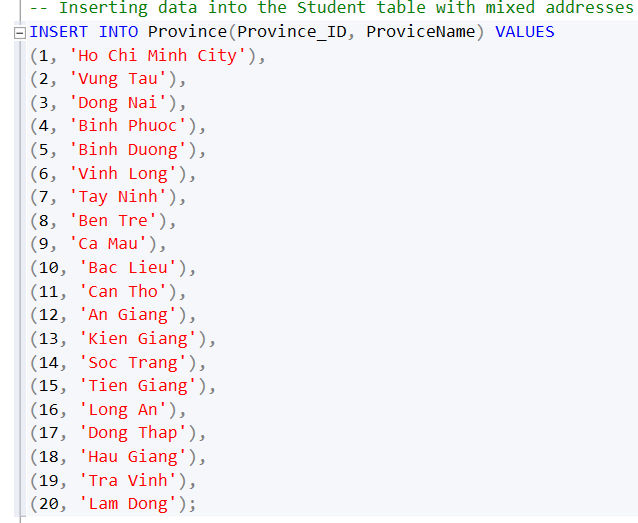 -- Inserting data into the Student table with mixed addresses
INSERT INTO Province(Province_ID, ProviceName) VALUES
(1, 'Ho Chi Minh City'),
(2, 'Vung Tau'),
(3, 'Dong Nai'),
(4, 'Binh Phuoc'),
(5, 'Binh Duong'),
(6, 'Vinh Long'),
(7, 'Tay Ninh'),
(8, 'Ben Tre'),
(9, 'Ca Mau'),
(10, 'Bac Lieu'),
(11, 'Can Tho'),
(12, 'An Giang'),
(13, 'Kien Giang'),
(14, 'Soc Trang'),
(15, 'Tien Giang'),
(16, 'Long An'),
(17, 'Dong Thap'),
(18, 'Hau Giang'),
(19, 'Tra Vinh'),
(20, 'Lam Dong');